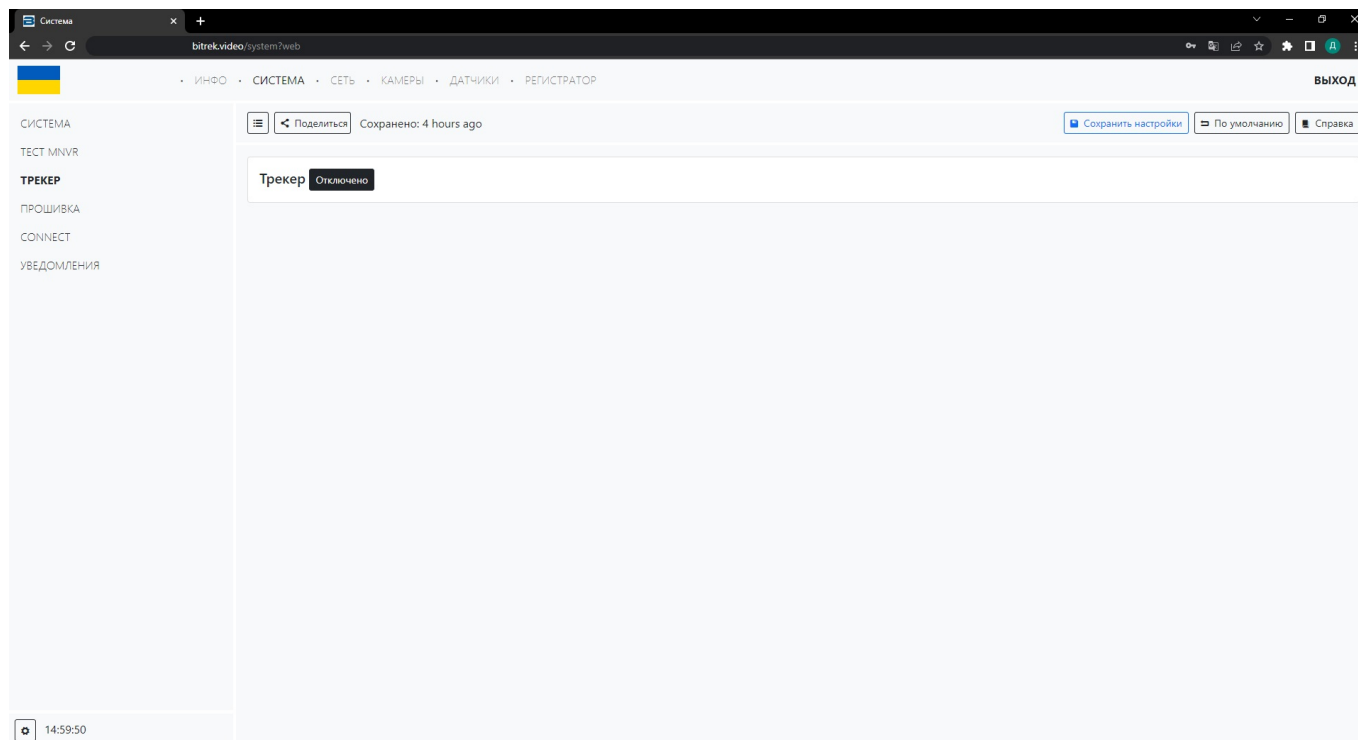 Система
bitrek.video/system?web
· ИНФО · СИСТЕМА · СЕТЬ · КАМЕРЫ · ДАТЧИКИ · РЕГИСТРАТОР
ВЫХОД
СИСТЕМА
ТЕСТ MNVR
ТРЕКЕР
ПРОШИВКА
CONNECT
УВЕДОМЛЕНИЯ
Поделиться Сохранено: 4 hours ago
Сохранить настройки По умолчанию Справка
Трекер Отключено
14:59:50
Д